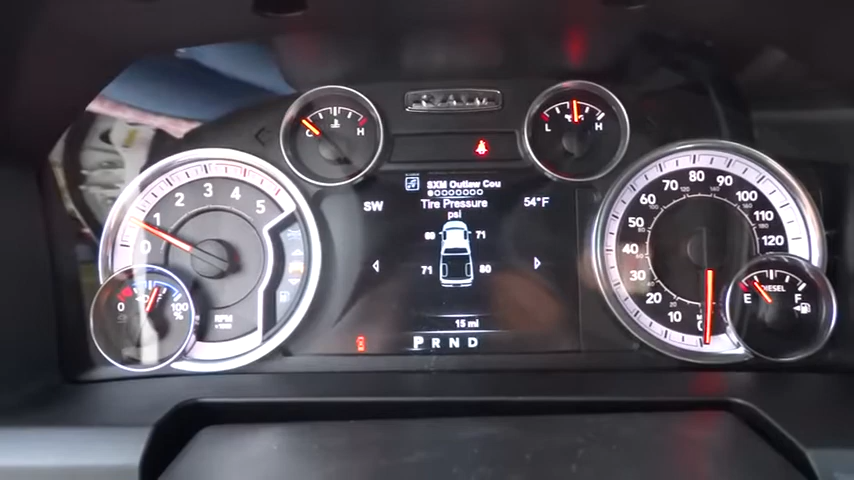 RAM
C H
L H
SXM Outlaw Cou
SW Tire Pressure 54°F
psi
69 71
71 80
15 mi
P R N D
0 1 2 3 4 5
RPM
x1000
0 100
%
10 20 30 40 50 60 70 80 90 100 110 120
DIESEL
E F